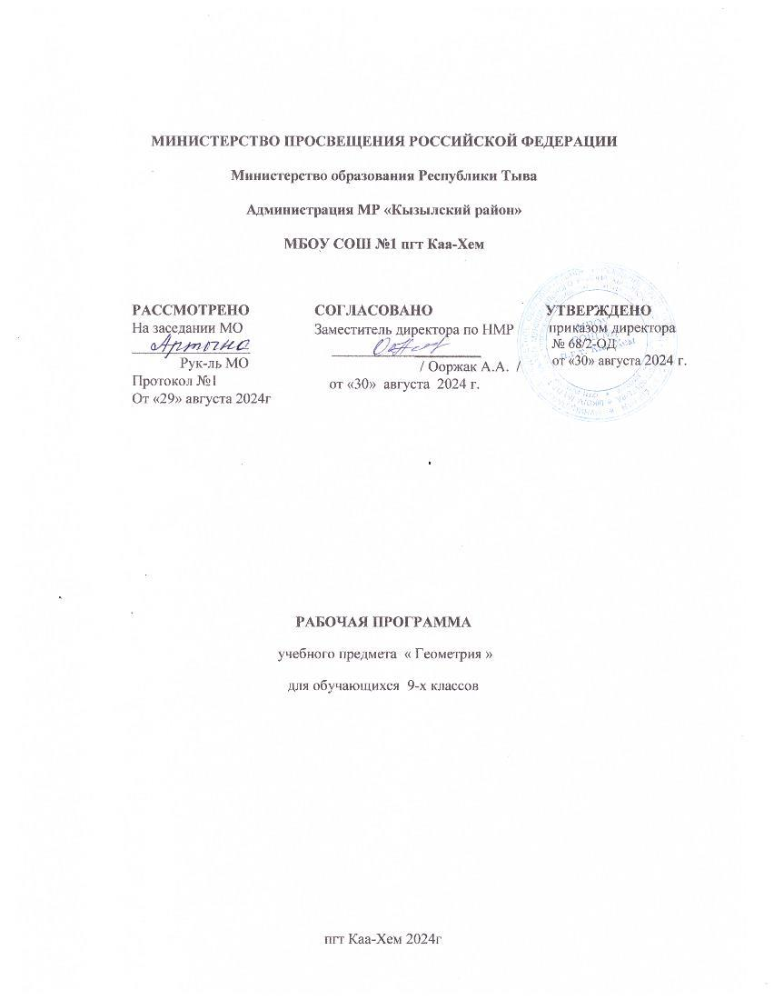 МИНИСТЕРСТВО ПРОСВЕЩЕНИЯ РОССИЙСКОЙ ФЕДЕРАЦИИ
Министерство образования Республики Тыва
Администрация МР «Кызылский район»
МБОУ СОШ №1 пгт Каа-Хем
РАССМОТРЕНО
На заседании МО
Артына
Рук-ль МО
Протокол №1
От «29» августа 2024г
СОГЛАСОВАНО
Заместитель директора по НМР
/ Ооржак А.А. /
от «30» августа 2024 г.
УТВЕРЖДЕНО
приказом директора
№ 68/2-ОД
от «30» августа 2024 г.
РАБОЧАЯ ПРОГРАММА
учебного предмета « Геометрия »
для обучающихся 9-х классов
пгт Каа-Хем 2024г